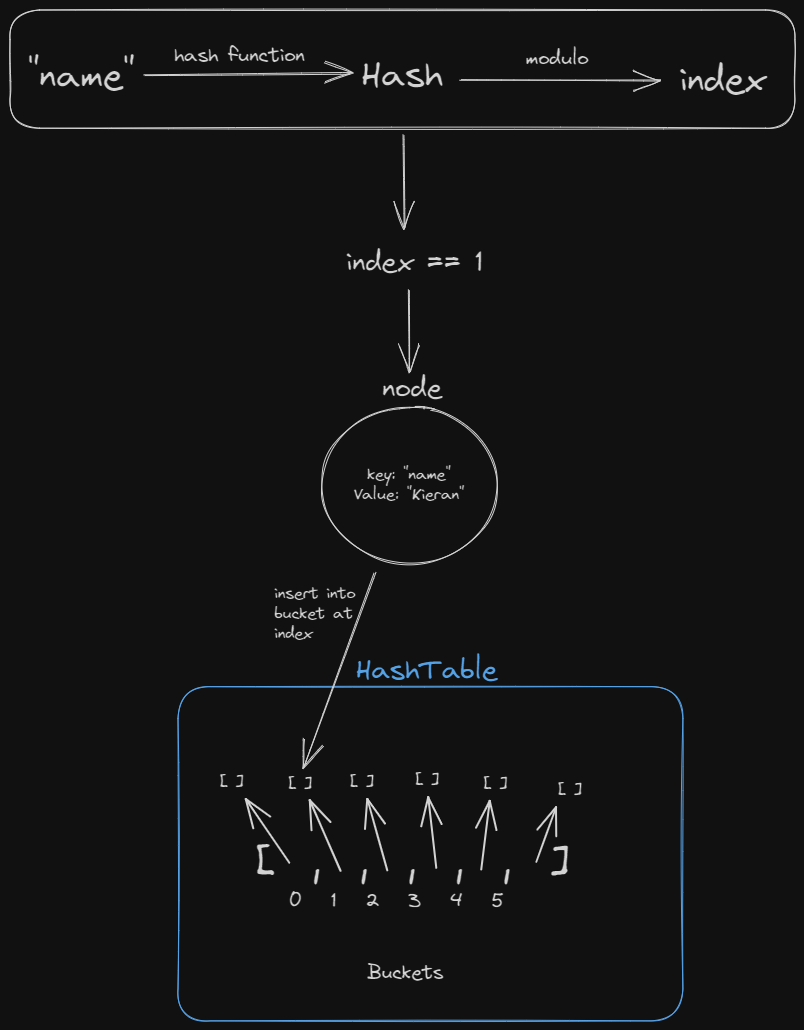 "name" hash function Hash modulo index
index == 1
node
key: "name"
Value: "Kieran"
insert into
bucket at
index
HashTable
[ ] [ ] [ ] [ ] [ ] [ ]
[ , , , , , ]
0 1 2 3 4 5
Buckets